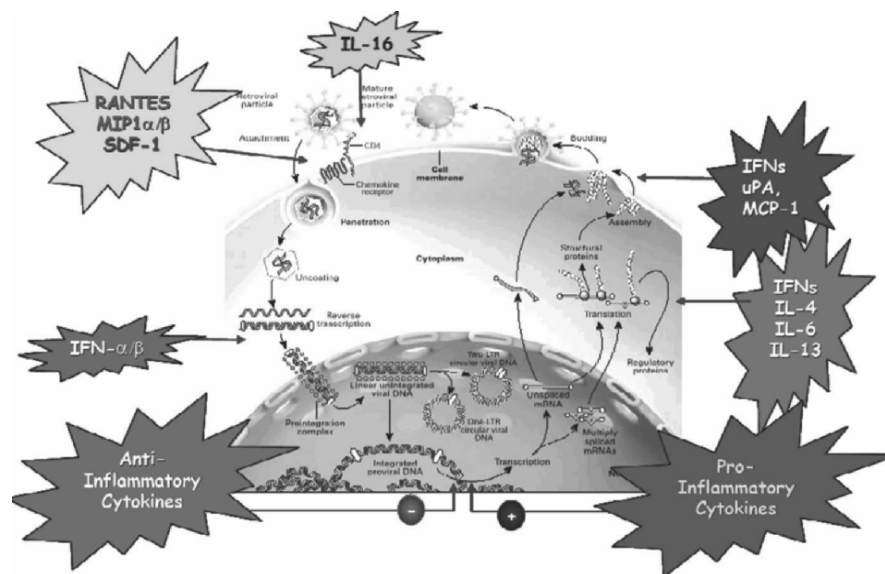 IL-16
RANTES
MIP1α/β
SDF-1
Retroviral particle
Mature
retroviral
particle
Attachment
CD4
Cell
membrane
Budding
Chemokine
receptor
Penetration
IFNs
uPA,
MCP-1
Assembly
Cytoplasm
Structural
proteins
Uncoating
IFNs
IL-4
IL-6
IL-13
Reverse
transcription
Translation
IFN-α/β
Regulatory
proteins
Two-LTR
circular viral DNA
Linear unintegrated
viral DNA
Unspliced
mRNA
Preintegration
complex
One-LTR
circular viral
DNA
Multiply
spliced
mRNAs
Integrated
proviral DNA
Transcription
Anti-
Inflammatory
Cytokines
Pro-
Inflammatory
Cytokines
-
+